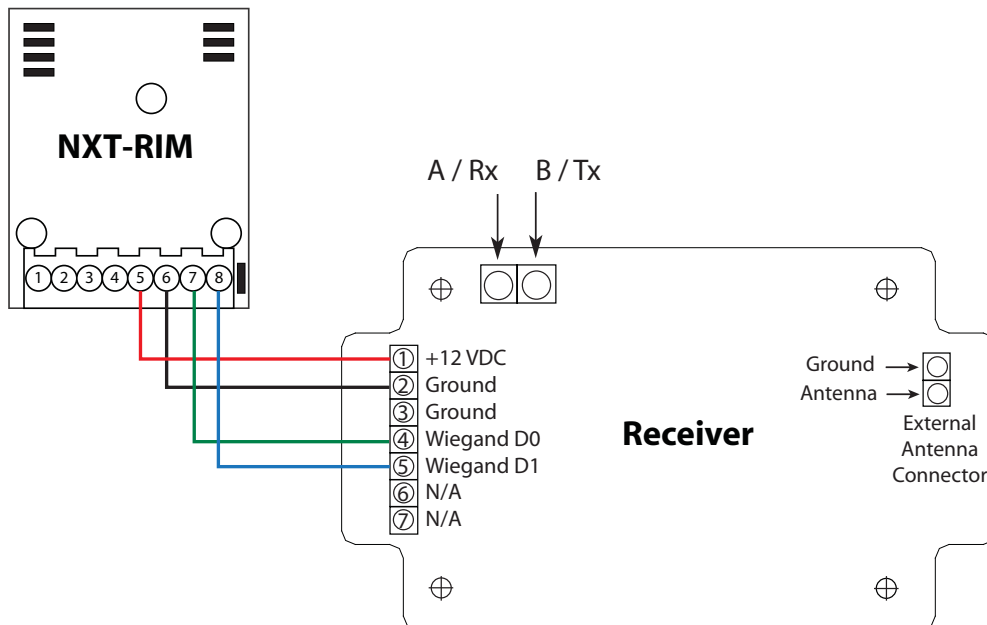 NXT-RIM
1 2 3 4 5 6 7 8
A / Rx B / Tx
1 +12 VDC
2 Ground
3 Ground
4 Wiegand D0
5 Wiegand D1
6 N/A
7 N/A
Receiver
Ground
Antenna
External
Antenna
Connector